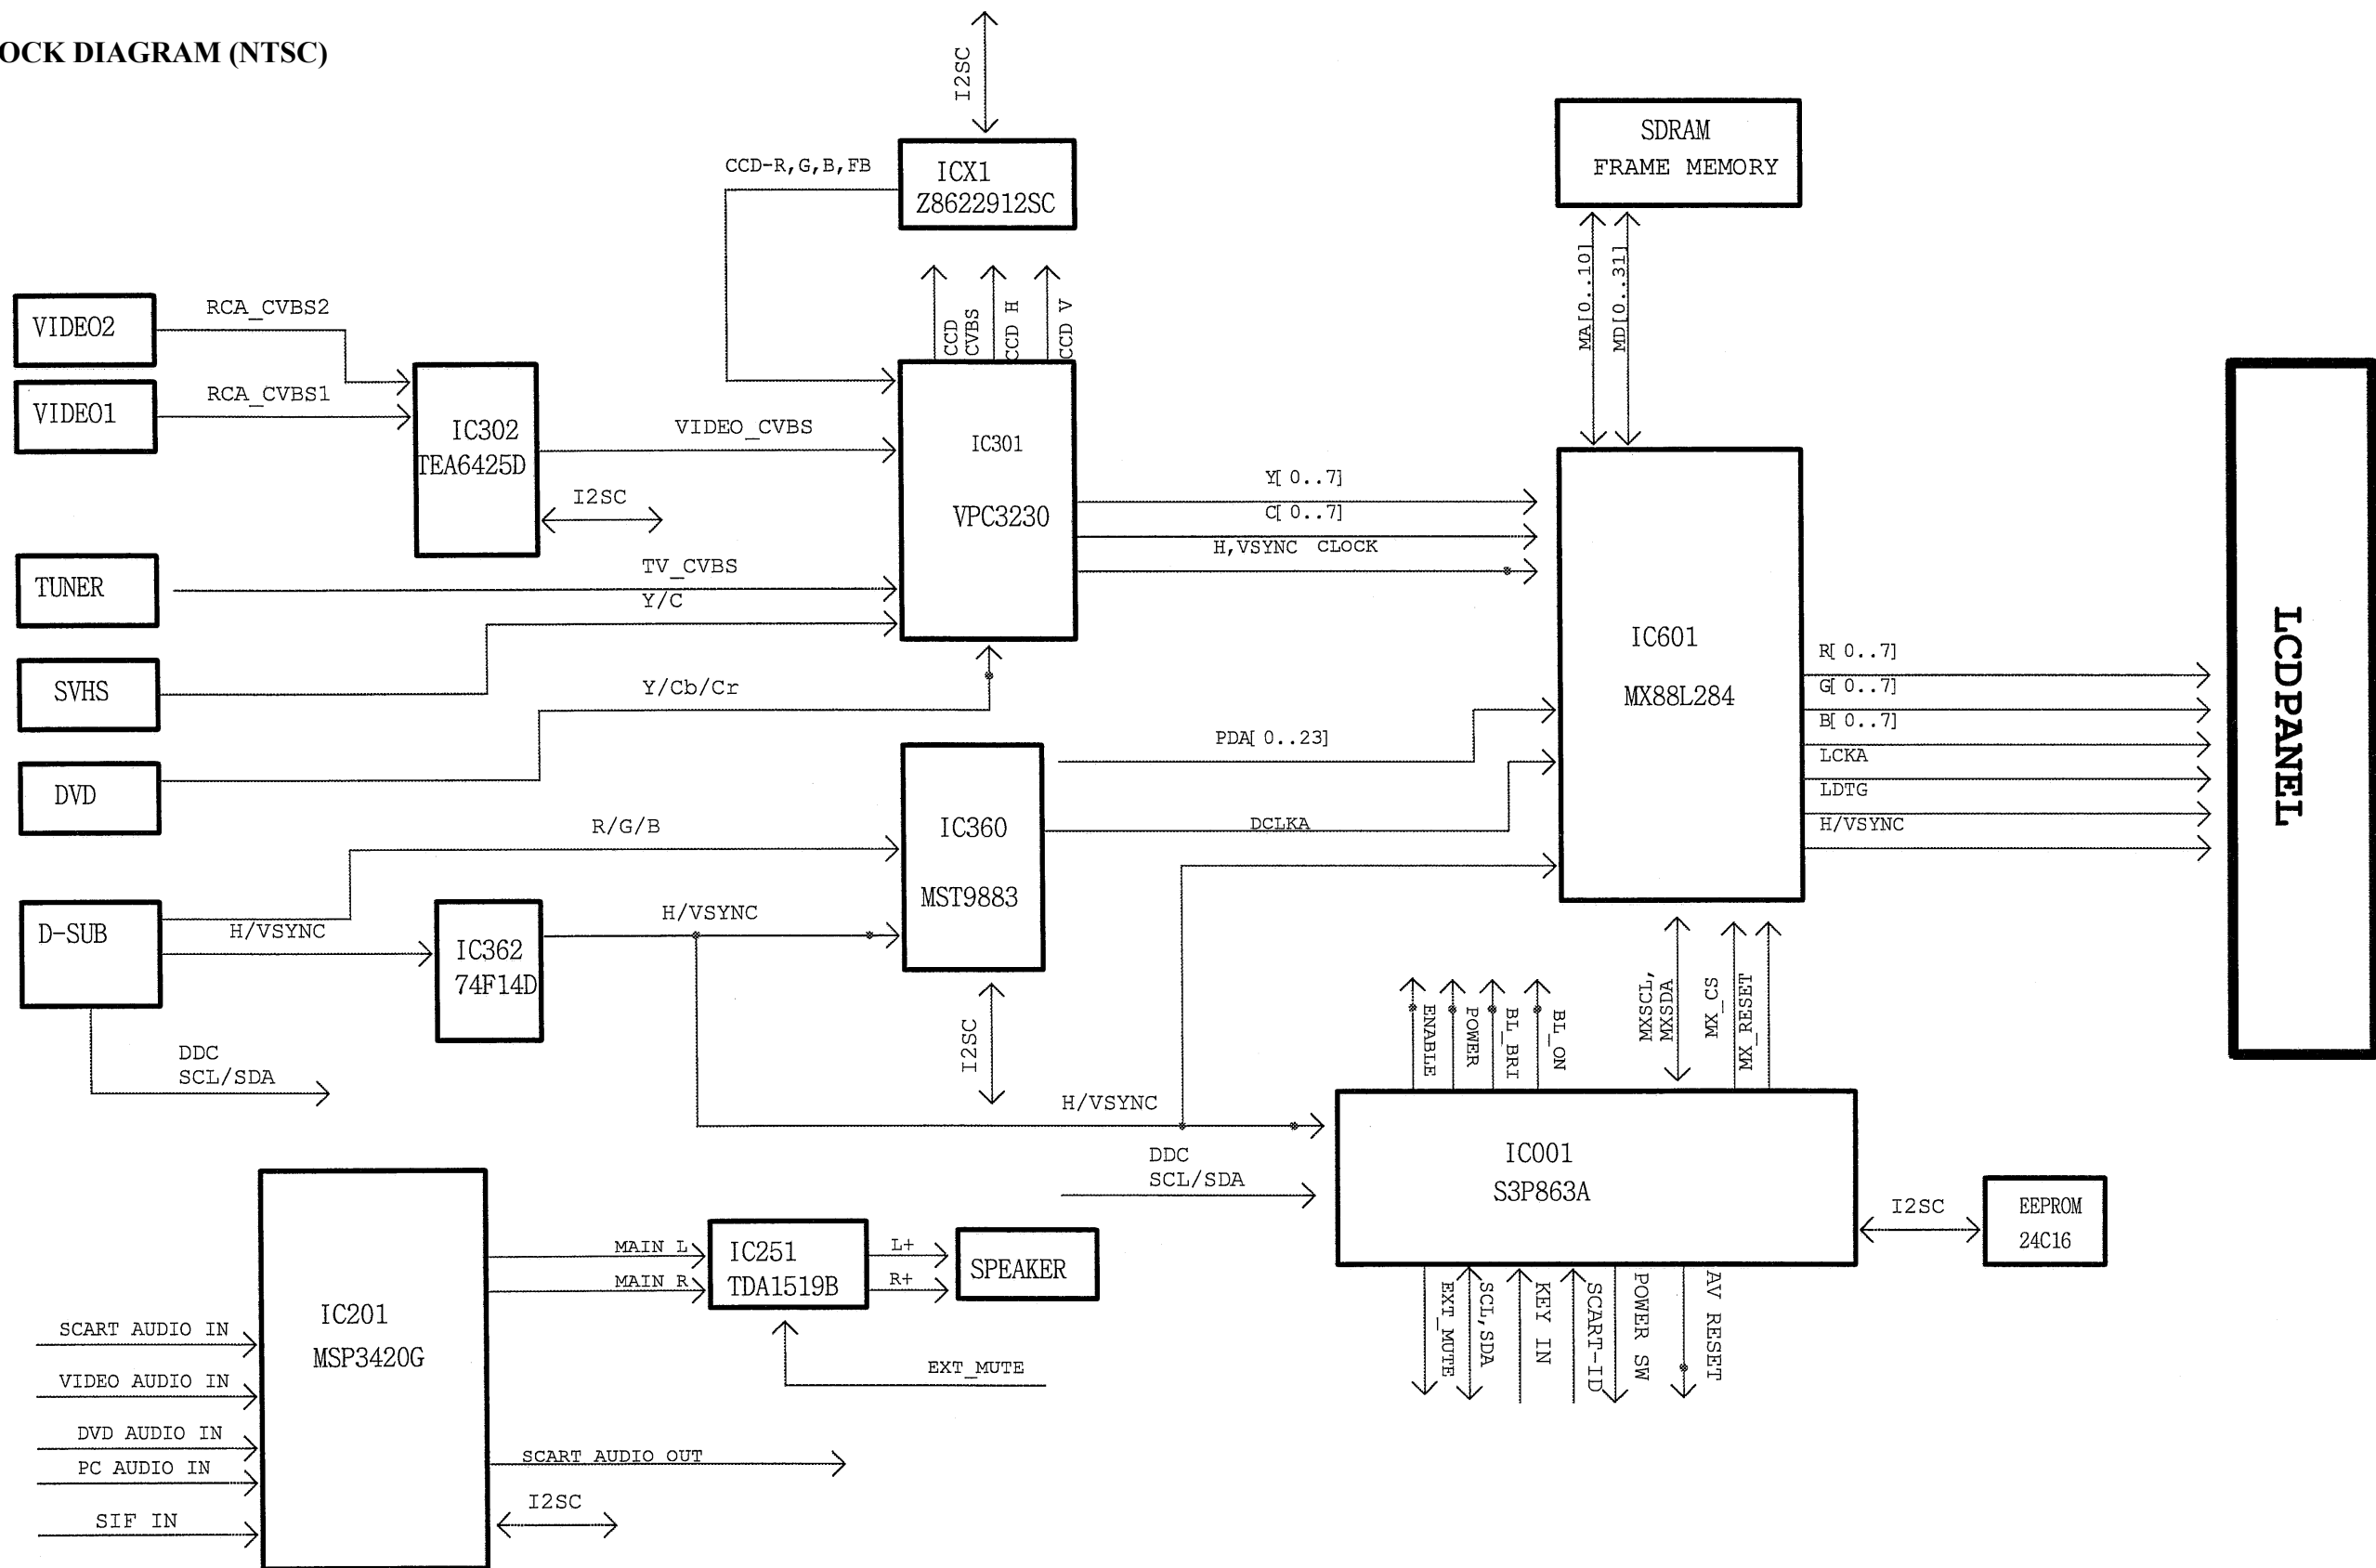 OCK DIAGRAM (NTSC)
I2SC
CCD-R,G,B,FB
ICX1
Z8622912SC
SDRAM
FRAME MEMORY
MA[0..10]
MD[0..31]
CCD
CVBS
CCD H
CCD V
VIDEO2
RCA_CVBS2
VIDEO1
RCA_CVBS1
IC302
TEA6425D
VIDEO_CVBS
I2SC
IC301
VPC3230
Y[ 0..7]
C[ 0..7]
H,VSYNC CLOCK
TUNER
TV_CVBS
Y/C
SVHS
Y/Cb/Cr
DVD
IC601
MX88L284
R[ 0..7]
G[ 0..7]
B[ 0..7]
LCKA
LDTG
H/VSYNC
LCDPANEL
PDA[ 0..23]
DCLKA
R/G/B
IC360
MST9883
D-SUB
H/VSYNC
IC362
74F14D
H/VSYNC
I2SC
DDC
SCL/SDA
H/VSYNC
ENABLE
POWER
BL_BRI
BL_ON
MXSCL,
MXSDA
MX_CS
MX_RESET
DDC
SCL/SDA
IC001
S3P863A
I2SC
EEPROM
24C16
EXT_MUTE
SCL,SDA
KEY IN
SCART-ID
POWER SW
AV RESET
MAIN L
MAIN R
IC251
TDA1519B
L+
R+
SPEAKER
EXT_MUTE
IC201
MSP3420G
SCART AUDIO IN
VIDEO AUDIO IN
DVD AUDIO IN
PC AUDIO IN
SIF IN
SCART AUDIO OUT
I2SC